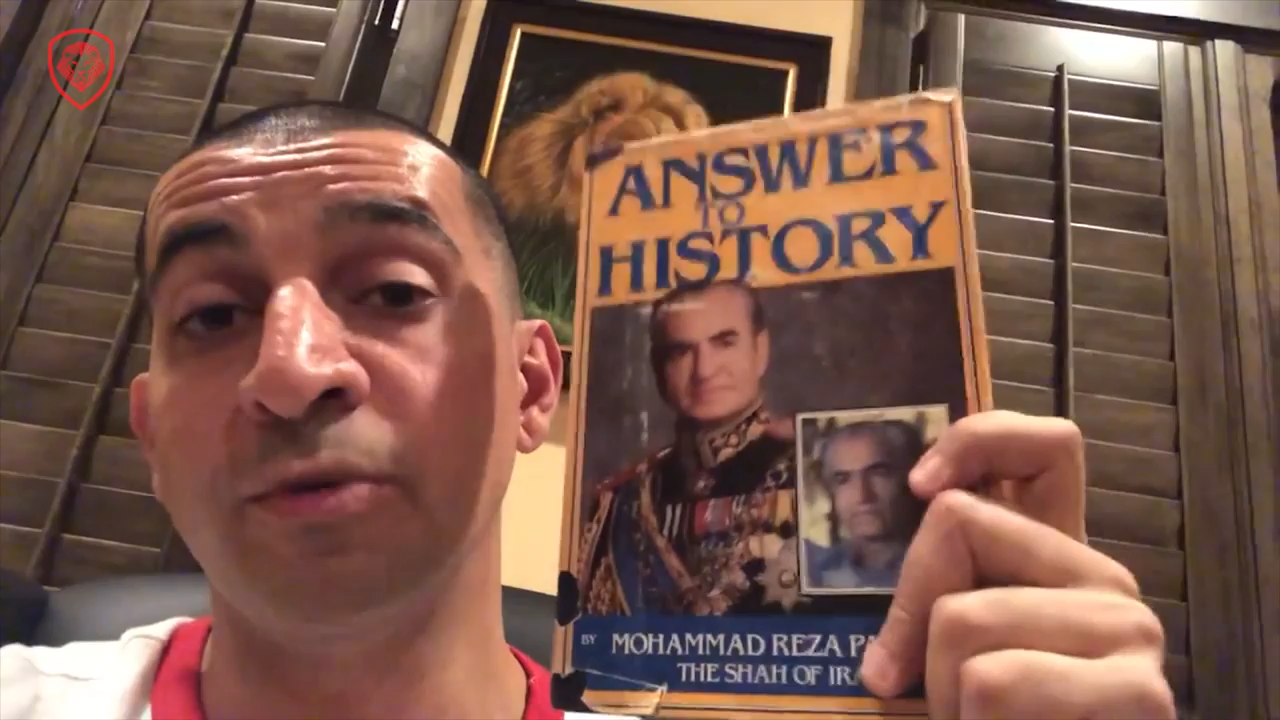 ANSWER
TO
HISTORY
BY MOHAMMAD REZA
THE SHAH OF